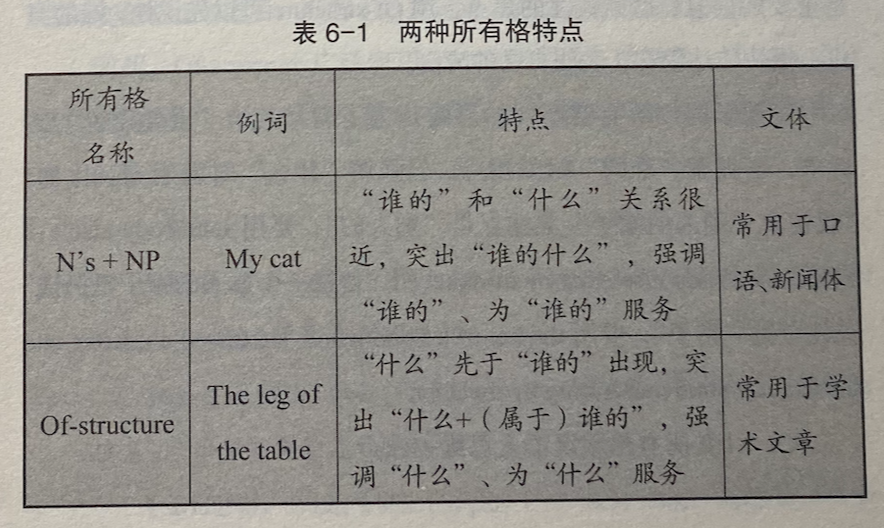 表 6-1 两种所有格特点
所有格
名称
例词
特点
文体
N's + NP
My cat
“谁的”和“什么”关系很
近，突出“谁的什么”，强调
“谁的”、为“谁的”服务
常用于口
语、新闻体
Of-structure
The leg of
the table
“什么”先于“谁的”出现，突
出“什么+（属于）谁的”，强
调“什么”、为“什么”服务
常用于学
术文章